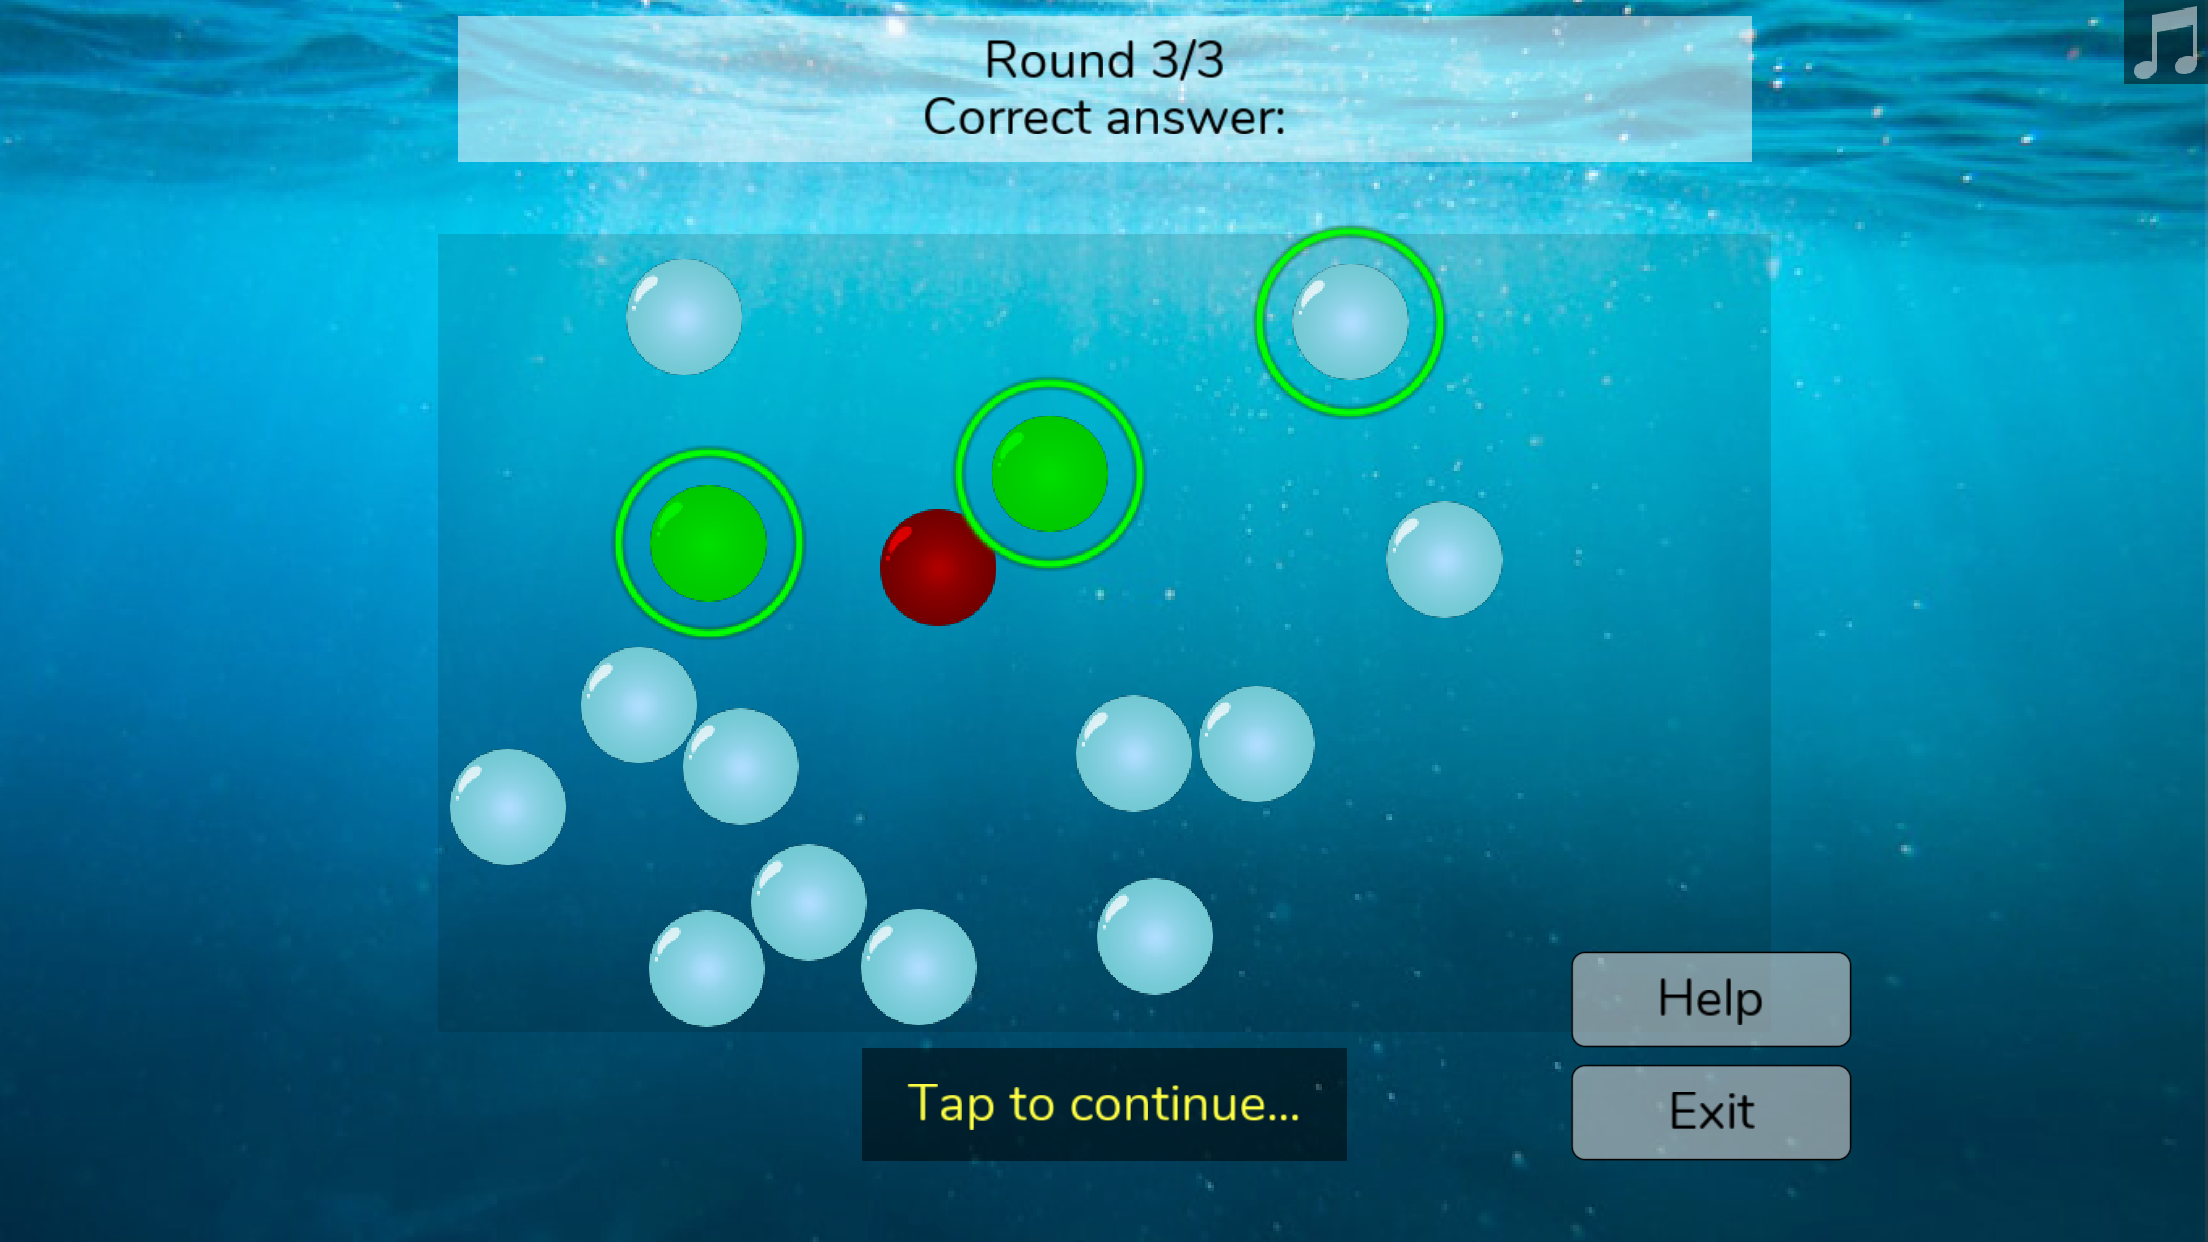 Round 3/3
Correct answer:
Help
Tap to continue...
Exit